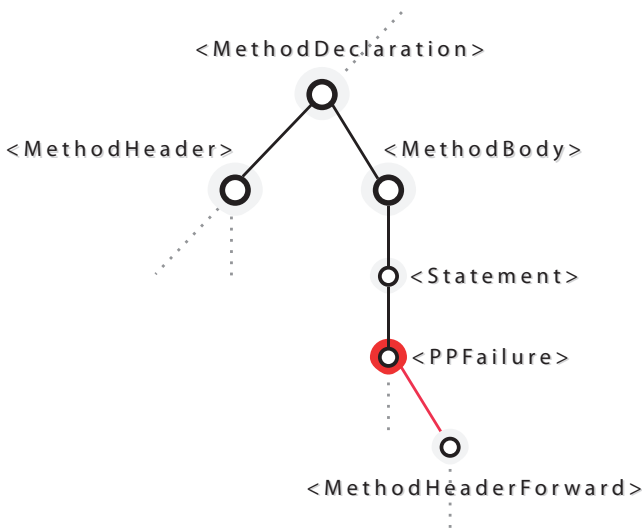 <MethodDeclaration>
<MethodHeader>
<MethodBody>
<Statement>
<PPFailure>
<MethodHeaderForward>